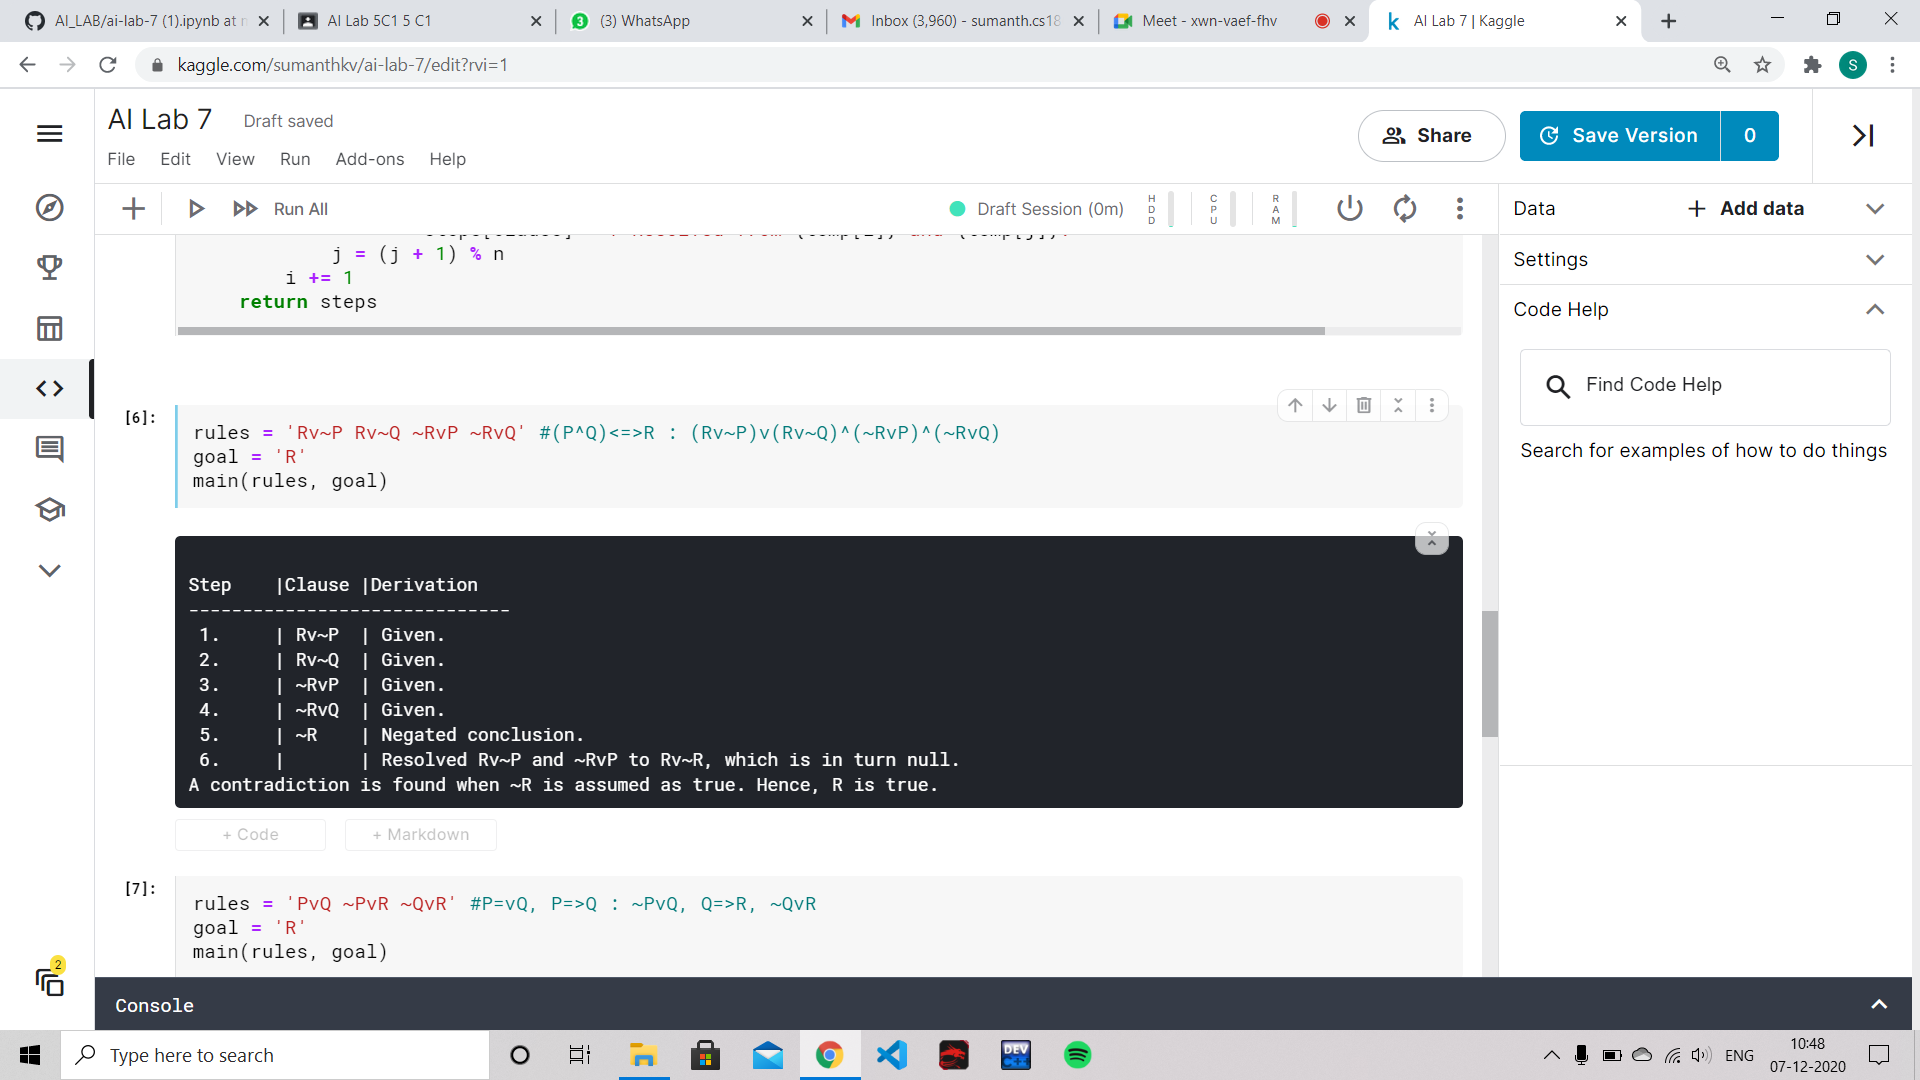 AI_LAB/ai-lab-7 (1).ipynb at m
AI Lab 5C1 5 C1
(3) WhatsApp
Inbox (3,960) - sumanth.cs18
Meet - xwn-vaef-fhv
AI Lab 7 | Kaggle
kaggle.com/sumanthkv/ai-lab-7/edit?rvi=1
S
AI Lab 7 Draft saved
File Edit View Run Add-ons Help
Share
Save Version 0
Run All
Draft Session (0m)
HDD
CPU
RAM
Data
+ Add data
Settings
Code Help
Find Code Help
Search for examples of how to do things
j = (j + 1) % n
i += 1
return steps
[6]:
rules = 'Rv~P Rv~Q ~RvP ~RvQ' #(P^Q)<=>R : (Rv~P)v(Rv~Q)^(~RvP)^(~RvQ)
goal = 'R'
main(rules, goal)
Step |Clause |Derivation
------------------------------
1. | Rv~P | Given.
2. | Rv~Q | Given.
3. | ~RvP | Given.
4. | ~RvQ | Given.
5. | ~R | Negated conclusion.
6. | | Resolved Rv~P and ~RvP to Rv~R, which is in turn null.
A contradiction is found when ~R is assumed as true. Hence, R is true.
+ Code + Markdown
[7]:
rules = 'PvQ ~PvR ~QvR' #P=vQ, P=>Q : ~PvQ, Q=>R, ~QvR
goal = 'R'
main(rules, goal)
2
Console
Type here to search
DEV
ENG
10:48
07-12-2020